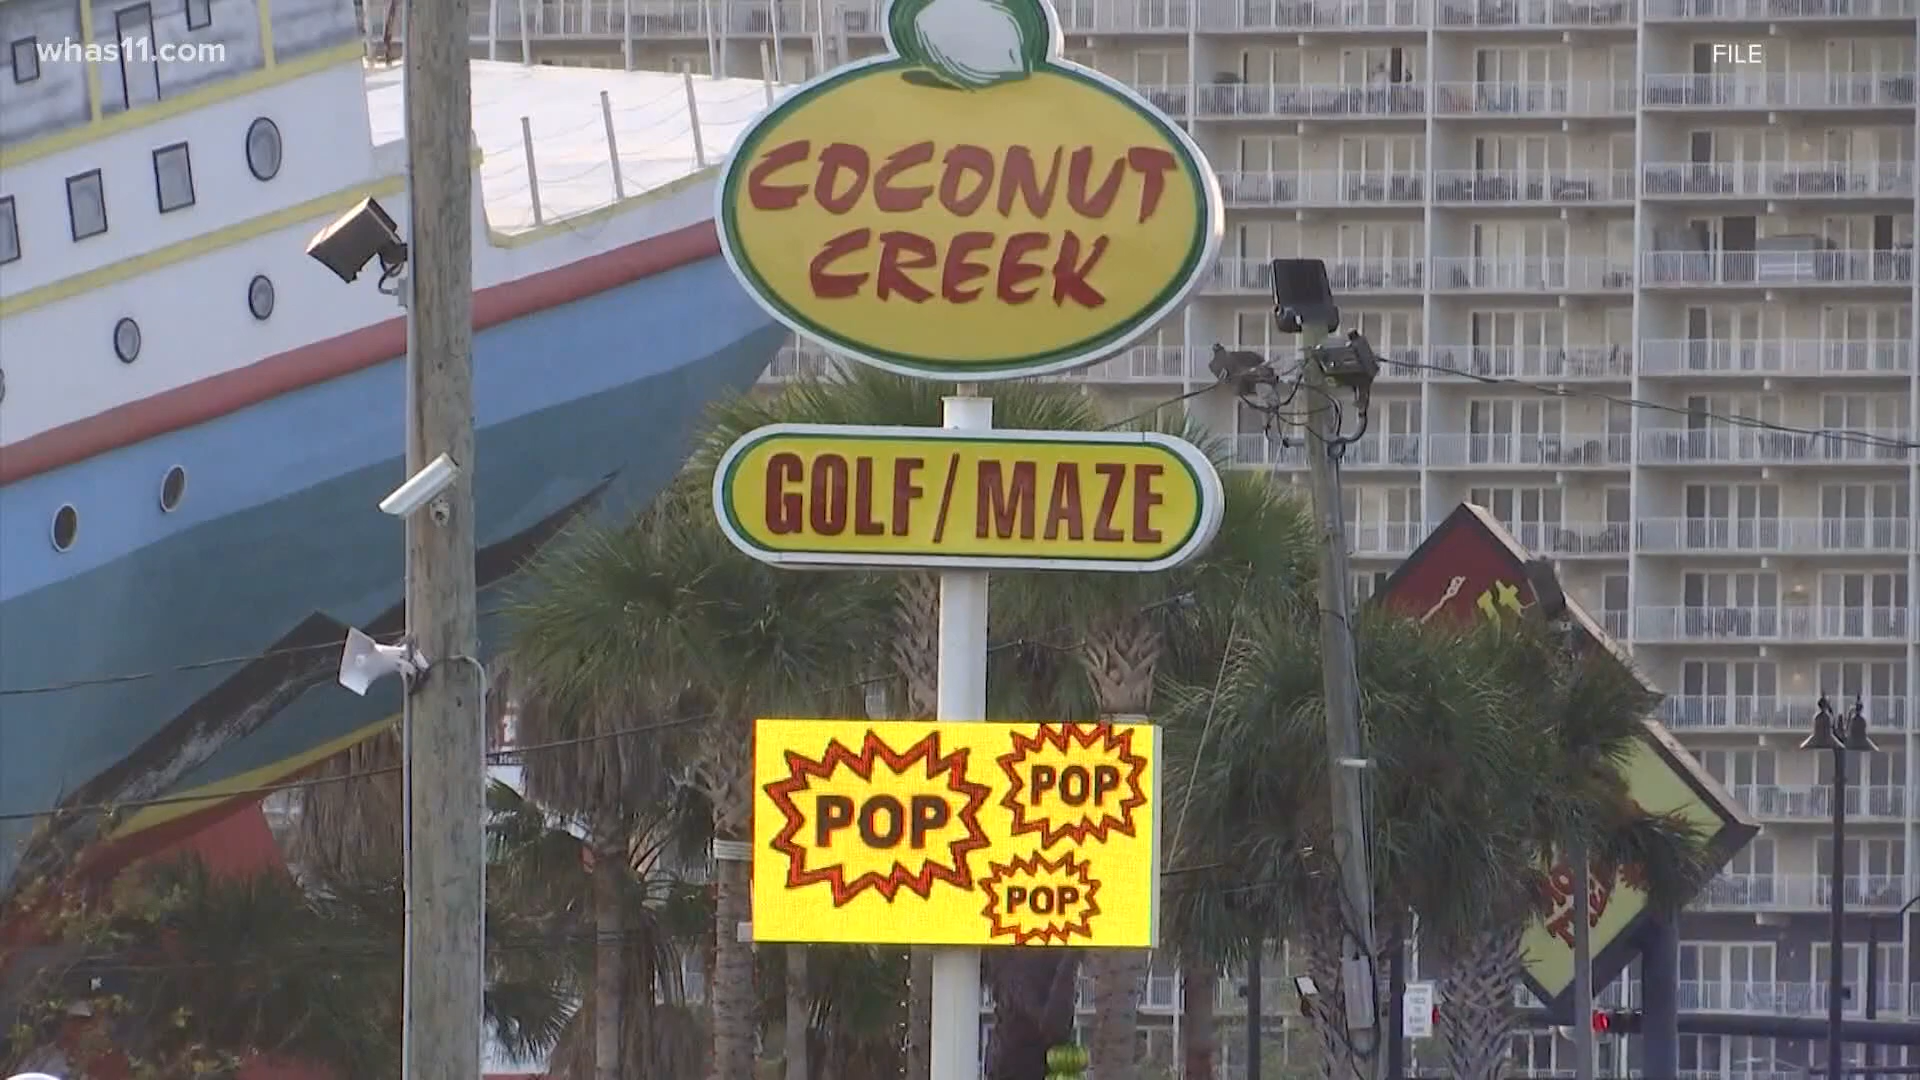 whas11.com
FILE
COCONUT
CREEK
GOLF/MAZE
POP
POP
POP